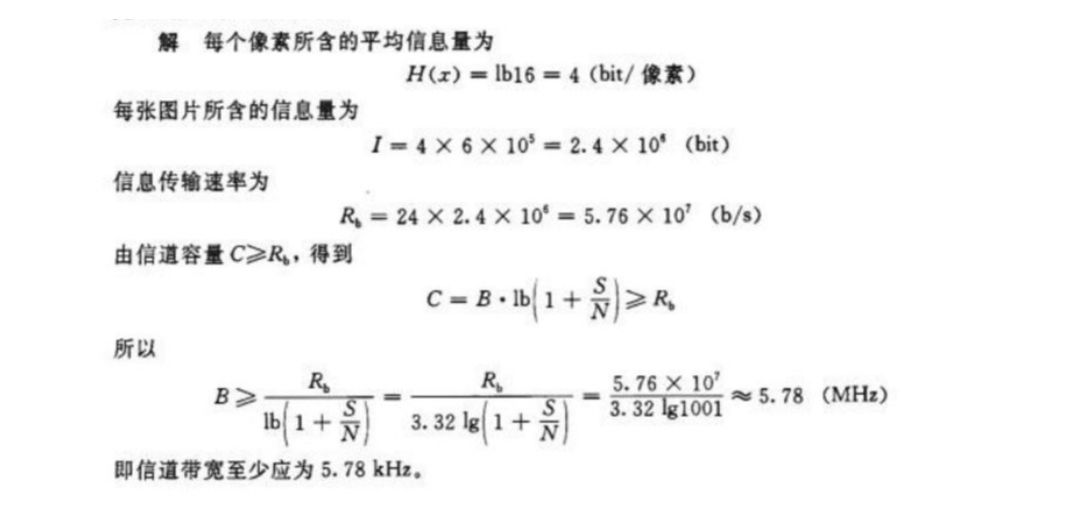 解 每个像素所含的平均信息量为
H(x) = lb16 = 4 (bit/ 像素)
每张图片所含的信息量为
I = 4 × 6 × 10⁵ = 2.4 × 10⁶ (bit)
信息传输速率为
R_b = 24 × 2.4 × 10⁶ = 5.76 × 10⁷ (b/s)
由信道容量 C⩾R_b，得到
C = B · lb(1 + S/N) ⩾ R_b
所以
B ⩾ R_b / lb(1 + S/N) = R_b / 3.32 lg(1 + S/N) = 5.76 × 10⁷ / 3.32 lg1001 ≈ 5.78 (MHz)
即信道带宽至少应为 5.78 kHz。